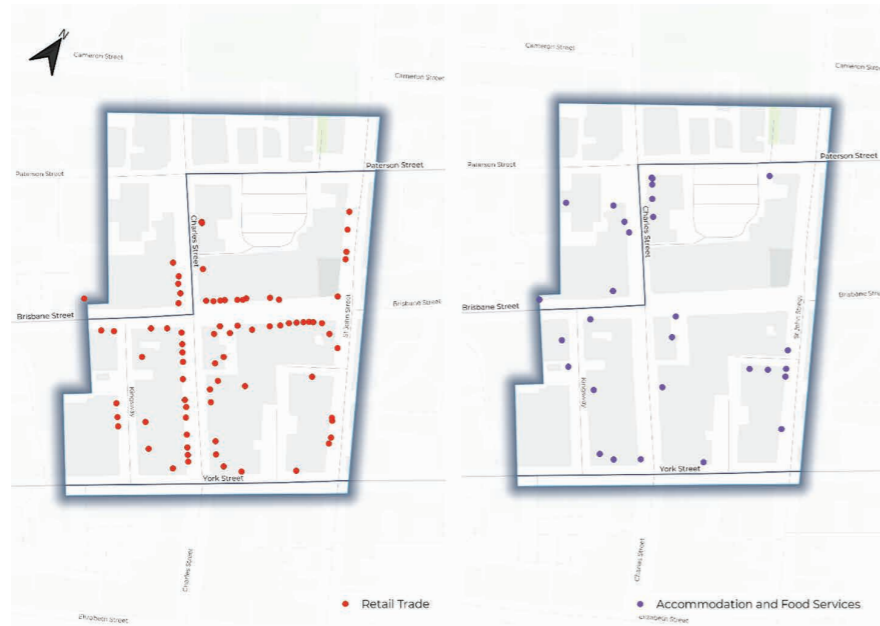 N
Cameron Street
Cameron Street
Paterson Street
Paterson Street
Charles Street
Brisbane Street
Brisbane Street
St John Street
Kingsway
York Street
Charles Street
Elizabeth Street
Retail Trade
Cameron Street
Cameron Street
Paterson Street
Paterson Street
Charles Street
Brisbane Street
Brisbane Stre
St John Street
Kingsway
York Street
Charles Street
Elizabeth Street
Accommodation and Food Services